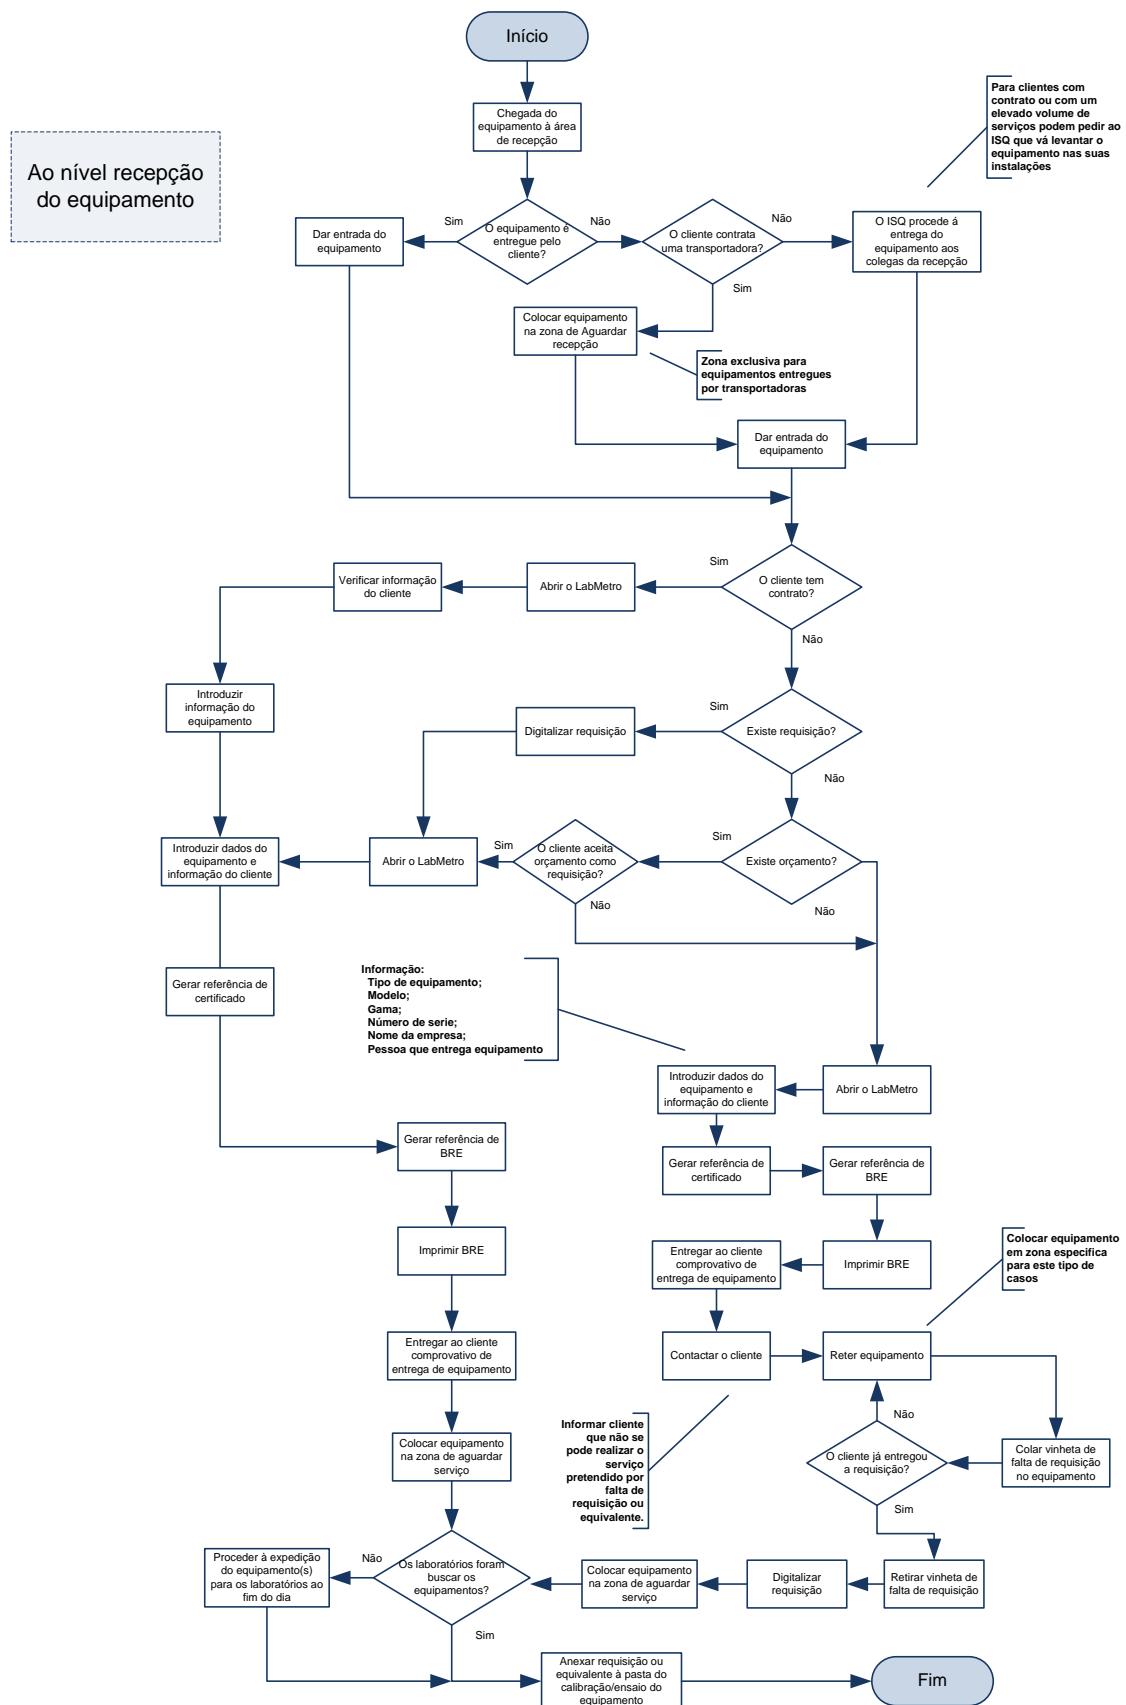 Início
Chegada do
equipamento à área
de recepção
Para clientes com
contrato ou com um
elevado volume de
serviços podem pedir ao
ISQ que vá levantar o
equipamento nas suas
instalações
Ao nível recepção
do equipamento
Sim
O equipamento é
entregue pelo
cliente?
Não
O cliente contrata
uma transportadora?
Não
Dar entrada do
equipamento
O ISQ procede á
entrega do
equipamento aos
colegas da recepção
Sim
Colocar equipamento
na zona de Aguardar
recepção
Zona exclusiva para
equipamentos entregues
por transportadoras
Dar entrada do
equipamento
Sim
O cliente tem
contrato?
Abrir o LabMetro
Verificar informação
do cliente
Não
Introduzir
informação do
equipamento
Sim
Existe requisição?
Digitalizar requisição
Não
Introduzir dados do
equipamento e
informação do cliente
Abrir o LabMetro
Sim
O cliente aceita
orçamento como
requisição?
Sim
Existe orçamento?
Não
Não
Gerar referência de
certificado
Informação:
Tipo de equipamento;
Modelo;
Gama;
Número de serie;
Nome da empresa;
Pessoa que entrega equipamento
Introduzir dados do
equipamento e
informação do cliente
Abrir o LabMetro
Gerar referência de
BRE
Gerar referência de
certificado
Gerar referência de
BRE
Imprimir BRE
Entregar ao cliente
comprovativo de
entrega de equipamento
Imprimir BRE
Colocar equipamento
em zona especifica
para este tipo de
casos
Entregar ao cliente
comprovativo de
entrega de equipamento
Contactar o cliente
Reter equipamento
Informar cliente
que não se
pode realizar o
serviço
pretendido por
falta de
requisição ou
equivalente.
Não
Colocar equipamento
na zona de aguardar
serviço
O cliente já entregou
a requisição?
Colar vinheta de
falta de requisição
no equipamento
Sim
Proceder à expedição
do equipamento(s)
para os laboratórios ao
fim do dia
Não
Os laboratórios foram
buscar os
equipamentos?
Colocar equipamento
na zona de aguardar
serviço
Digitalizar
requisição
Retirar vinheta de
falta de requisição
Sim
Anexar requisição ou
equivalente à pasta do
calibração/ensaio do
equipamento
Fim